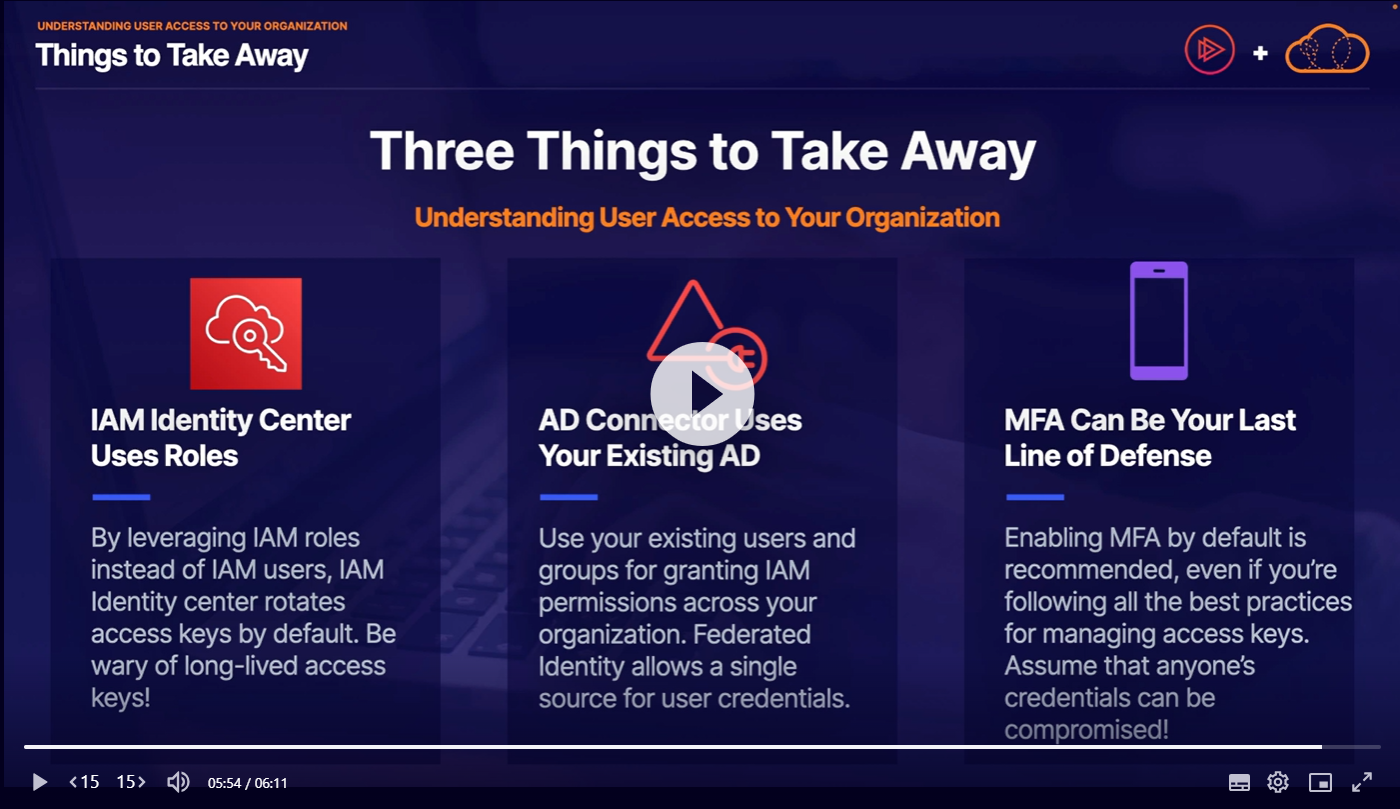 UNDERSTANDING USER ACCESS TO YOUR ORGANIZATION
Things to Take Away
+
Three Things to Take Away
Understanding User Access to Your Organization
IAM Identity Center
Uses Roles
By leveraging IAM roles
instead of IAM users, IAM
Identity center rotates
access keys by default. Be
wary of long-lived access
keys!
AD Connector Uses
Your Existing AD
Use your existing users and
groups for granting IAM
permissions across your
organization. Federated
Identity allows a single
source for user credentials.
MFA Can Be Your Last
Line of Defense
Enabling MFA by default is
recommended, even if you’re
following all the best practices
for managing access keys.
Assume that anyone’s
credentials can be
compromised!
<15 15> 05:54 / 06:11